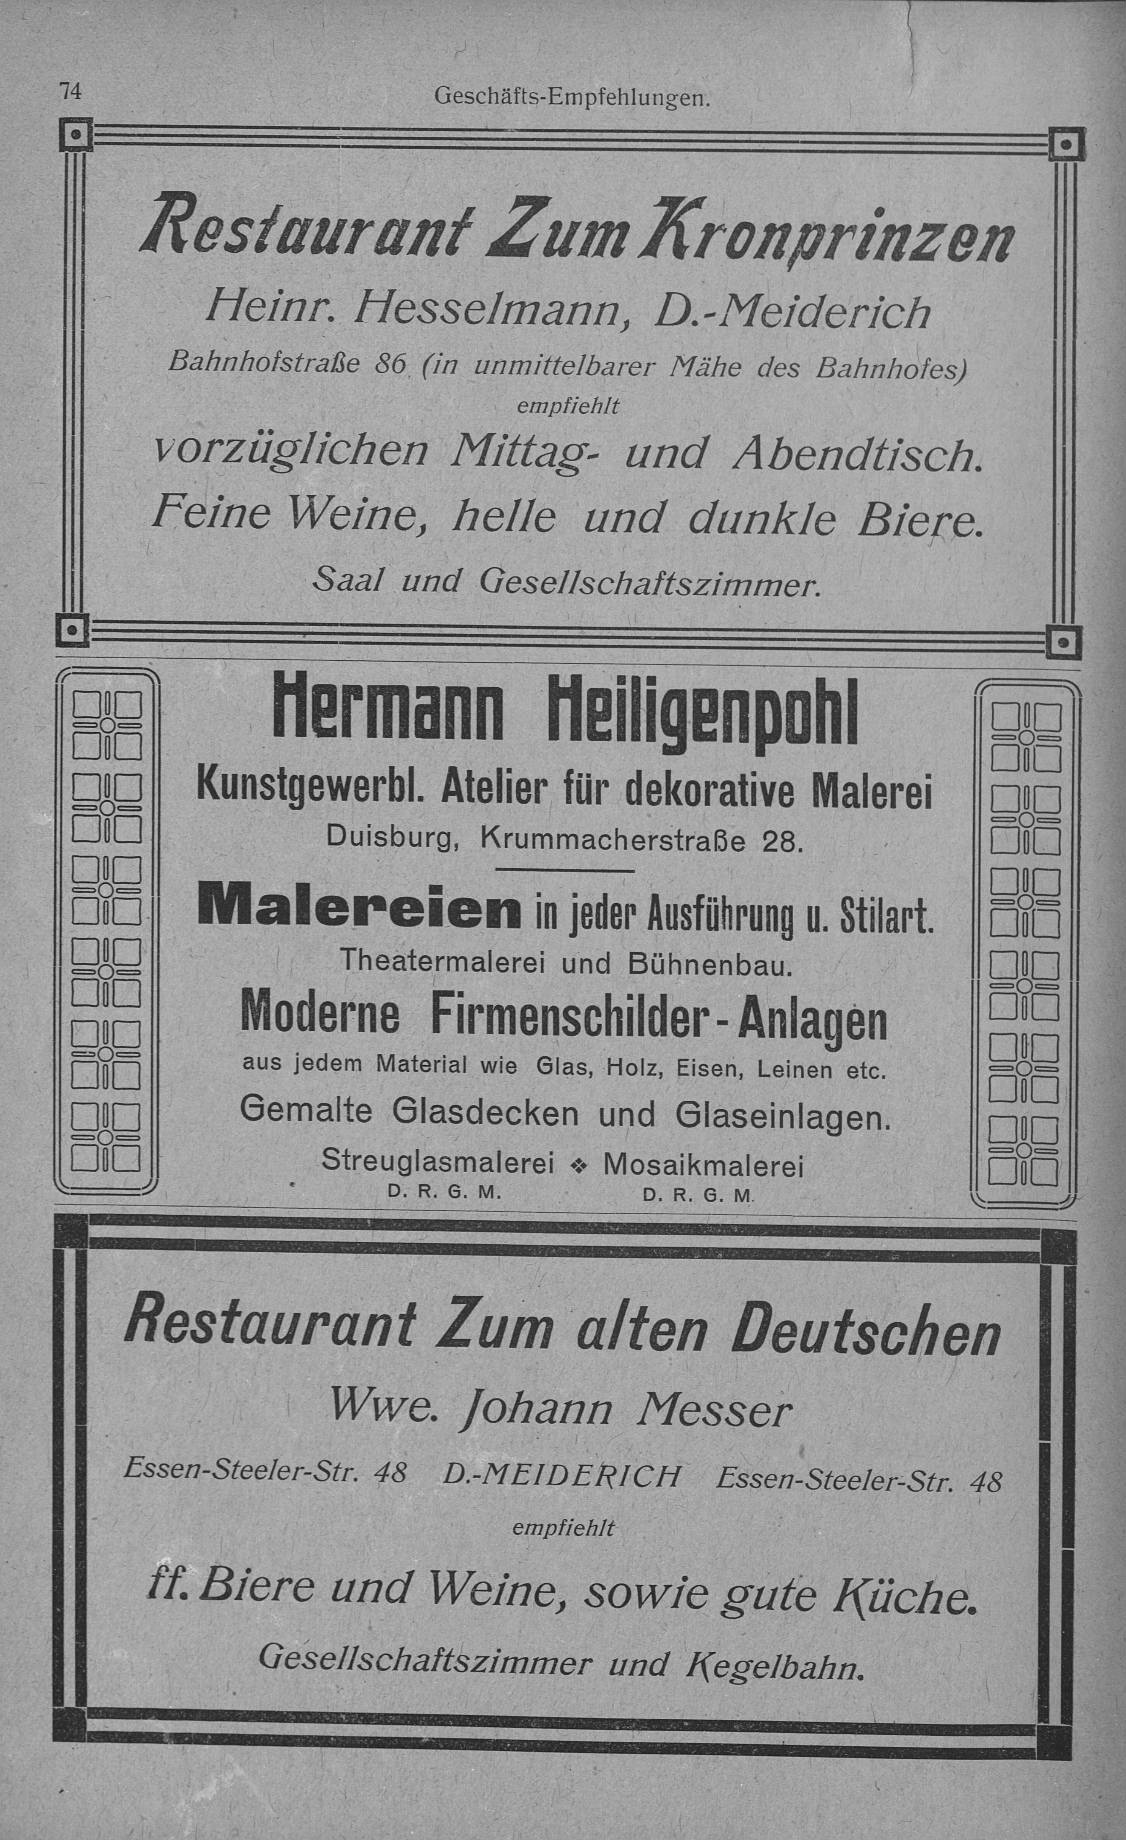 74
Geschäfts-Empfehlungen.
Restaurant Zum Kronprinzen
Heinr. Hesselmann, D.-Meiderich
Bahnhofstraße 86 (in unmittelbarer Mähe des Bahnhofes)
empfiehlt
vorzüglichen Mittag- und Abendtisch.
Feine Weine, helle und dunkle Biere.
Saal und Gesellschaftszimmer.
Hermann Heiligenpohl
Kunstgewerbl. Atelier für dekorative Malerei
Duisburg, Krummacherstraße 28.
Malereien in jeder Ausführung u. Stilart.
Theatermalerei und Bühnenbau.
Moderne Firmenschilder-Anlagen
aus jedem Material wie Glas, Holz, Eisen, Leinen etc.
Gemalte Glasdecken und Glaseinlagen.
Streuglasmalerei ❖ Mosaikmalerei
D. R. G. M. D. R. G. M.
Restaurant Zum alten Deutschen
Wwe. Johann Messer
Essen-Steeler-Str. 48 D.-MEIDERICH Essen-Steeler-Str. 48
empfiehlt
ff. Biere und Weine, sowie gute Küche.
Gesellschaftszimmer und Kegelbahn.